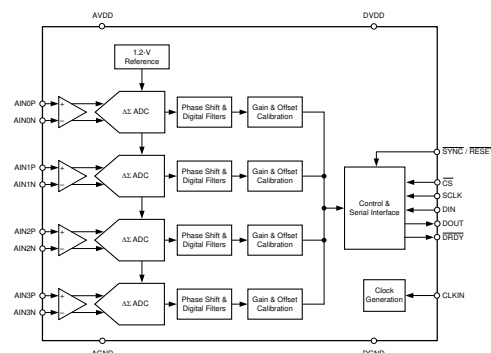 AVDD
DVDD
1.2-V
Reference
AIN0P
+
AIN0N
−
ΔΣ ADC
Phase Shift &
Digital Filters
Gain & Offset
Calibration
SYNC / RESE
AIN1P
+
AIN1N
−
ΔΣ ADC
Phase Shift &
Digital Filters
Gain & Offset
Calibration
Control &
Serial Interface
CS
SCLK
DIN
DOUT
DRDY
AIN2P
+
AIN2N
−
ΔΣ ADC
Phase Shift &
Digital Filters
Gain & Offset
Calibration
AIN3P
+
AIN3N
−
ΔΣ ADC
Phase Shift &
Digital Filters
Gain & Offset
Calibration
Clock
Generation
CLKIN
AGND
DGND